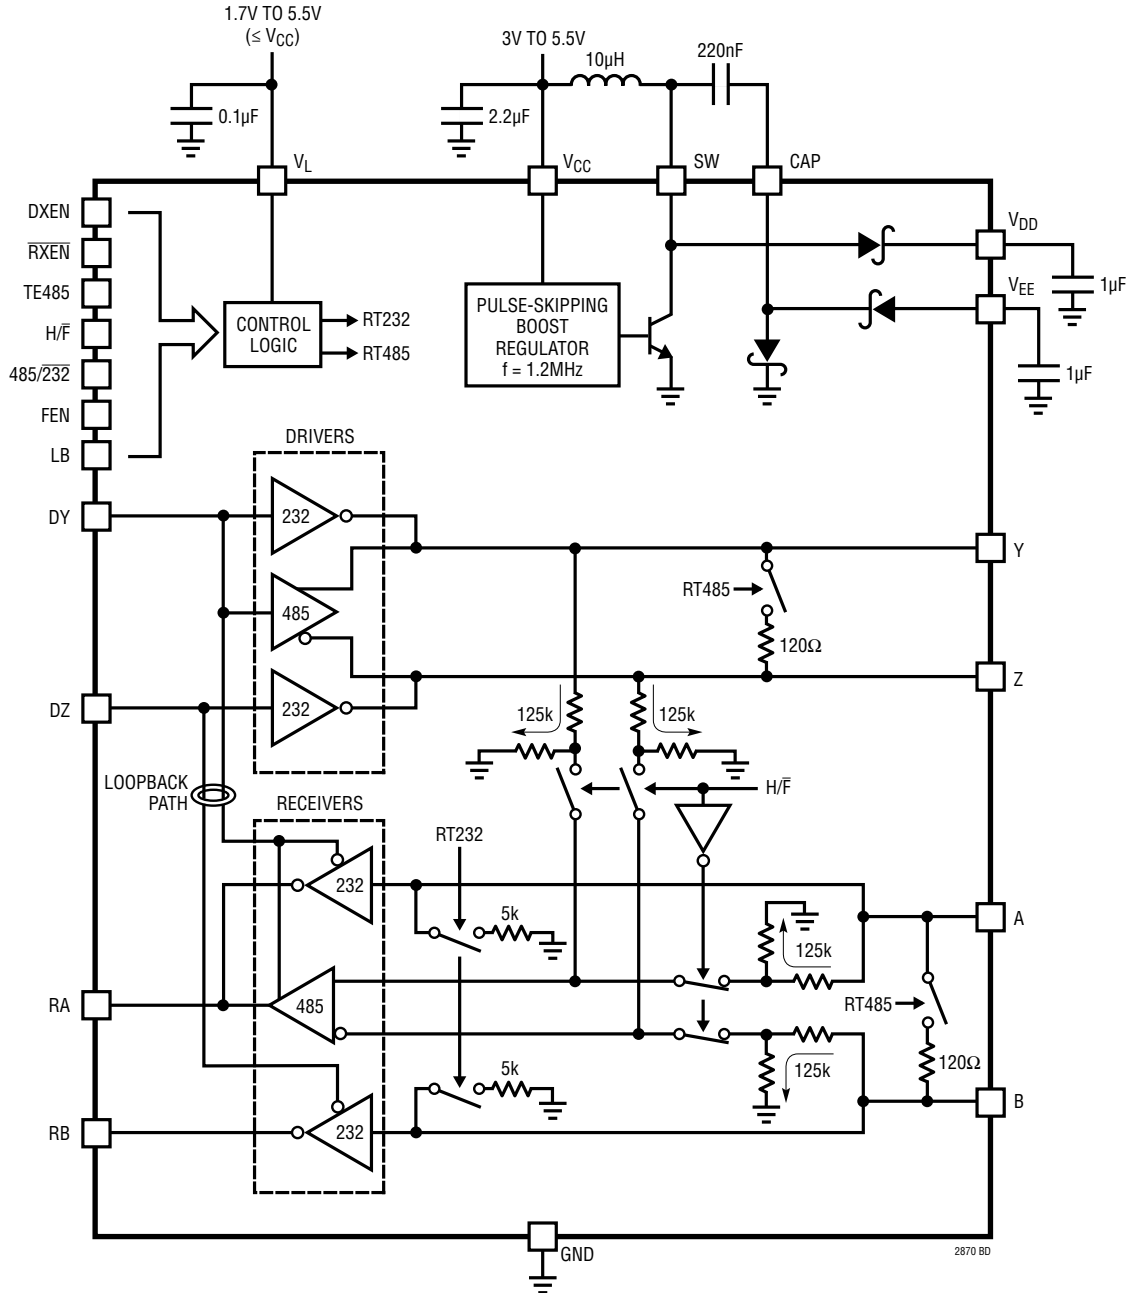 1.7V TO 5.5V
(≤ VCC)
3V TO 5.5V
10µH
220nF
0.1µF
2.2µF
VL
VCC
SW
CAP
DXEN
R̅X̅E̅N̅
TE485
H/F̅
485/2̅3̅2̅
FEN
LB
CONTROL
LOGIC
RT232
RT485
PULSE-SKIPPING
BOOST
REGULATOR
f = 1.2MHz
VDD
1µF
VEE
1µF
DRIVERS
DY
232
Y
RT485
485
120Ω
Z
DZ
232
125k
125k
LOOPBACK
PATH
H/F̅
RECEIVERS
RT232
232
5k
A
125k
RA
485
RT485
5k
125k
120Ω
B
RB
232
GND
2870 BD